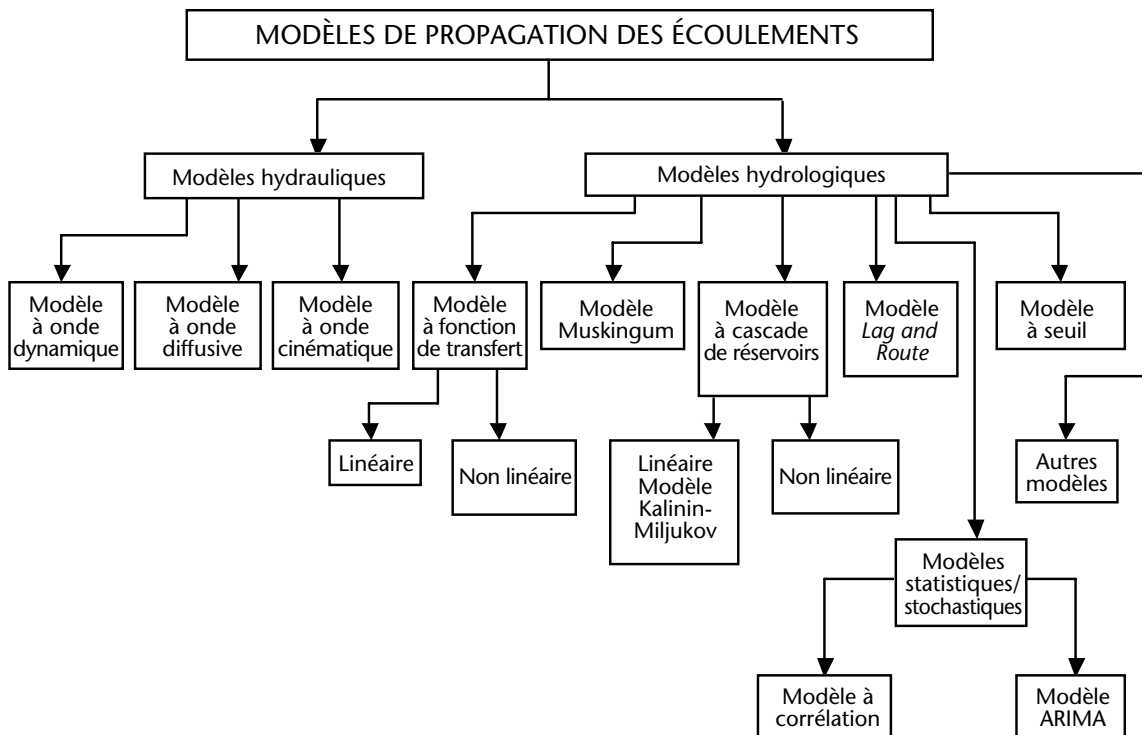 MODÈLES DE PROPAGATION DES ÉCOULEMENTS
Modèles hydrauliques
Modèles hydrologiques
Modèle
à onde
dynamique
Modèle
à onde
diffusive
Modèle
à onde
cinématique
Modèle
à fonction
de transfert
Modèle
Muskingum
Modèle
à cascade
de réservoirs
Modèle
Lag and
Route
Modèle
à seuil
Linéaire
Non linéaire
Linéaire
Modèle
Kalinin-
Miljukov
Non linéaire
Autres
modèles
Modèles
statistiques/
stochastiques
Modèle à
corrélation
Modèle
ARIMA